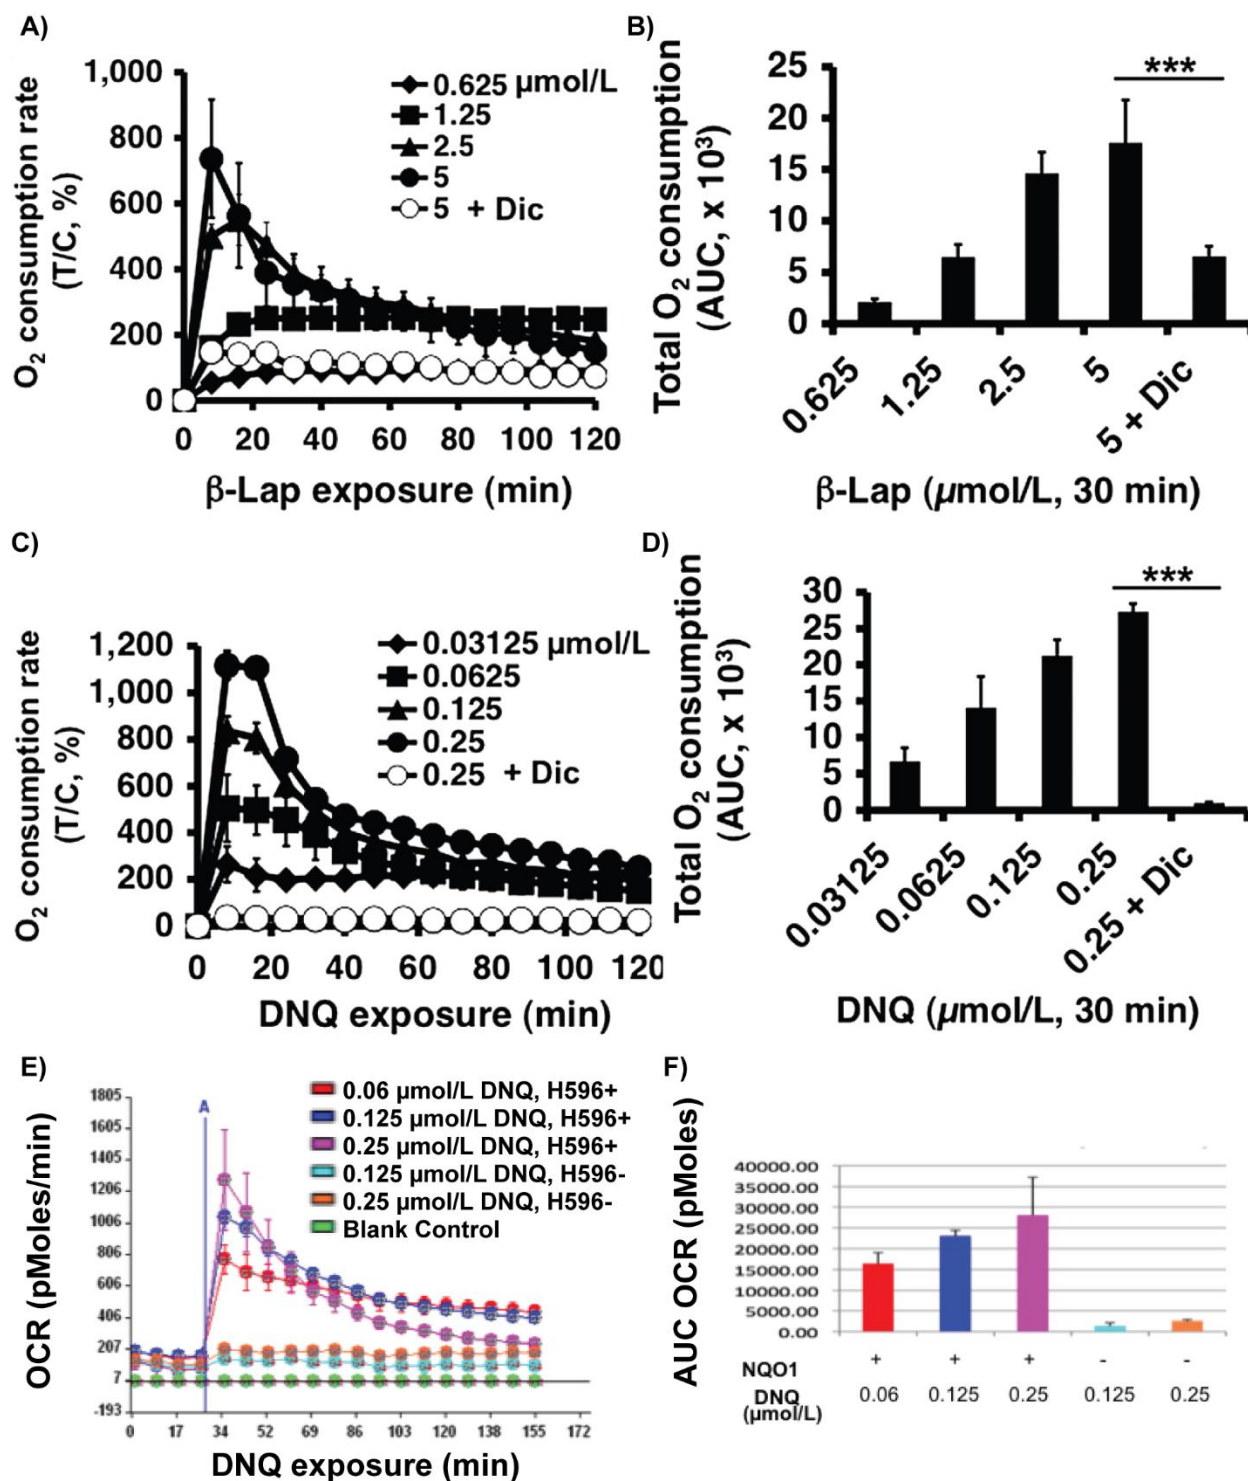 A)
O2 consumption rate
(T/C, %)
1,000
800
600
400
200
0
0 20 40 60 80 100 120
β-Lap exposure (min)
0.625 µmol/L
1.25
2.5
5
5 + Dic
B)
Total O2 consumption
(AUC, x 10³)
25
20
15
10
5
0
***
0.625
1.25
2.5
5
5 + Dic
β-Lap (µmol/L, 30 min)
C)
O2 consumption rate
(T/C, %)
1,200
1,000
800
600
400
200
0
0 20 40 60 80 100 120
DNQ exposure (min)
0.03125 µmol/L
0.0625
0.125
0.25
0.25 + Dic
D)
Total O2 consumption
(AUC, x 10³)
30
25
20
15
10
5
0
***
0.03125
0.0625
0.125
0.25
0.25 + Dic
DNQ (µmol/L, 30 min)
E)
OCR (pMoles/min)
1805
1605
1405
1206
1006
806
606
406
207
7
-193
A
0 17 34 52 69 86 103 121 138 155 172
DNQ exposure (min)
0.06 µmol/L DNQ, H596+
0.125 µmol/L DNQ, H596+
0.25 µmol/L DNQ, H596+
0.125 µmol/L DNQ, H596-
0.25 µmol/L DNQ, H596-
Blank Control
F)
AUC OCR (pMoles)
40000.00
35000.00
30000.00
25000.00
20000.00
15000.00
10000.00
5000.00
0.00
NQO1 + + + - -
DNQ 0.06 0.125 0.25 0.125 0.25
(µmol/L)